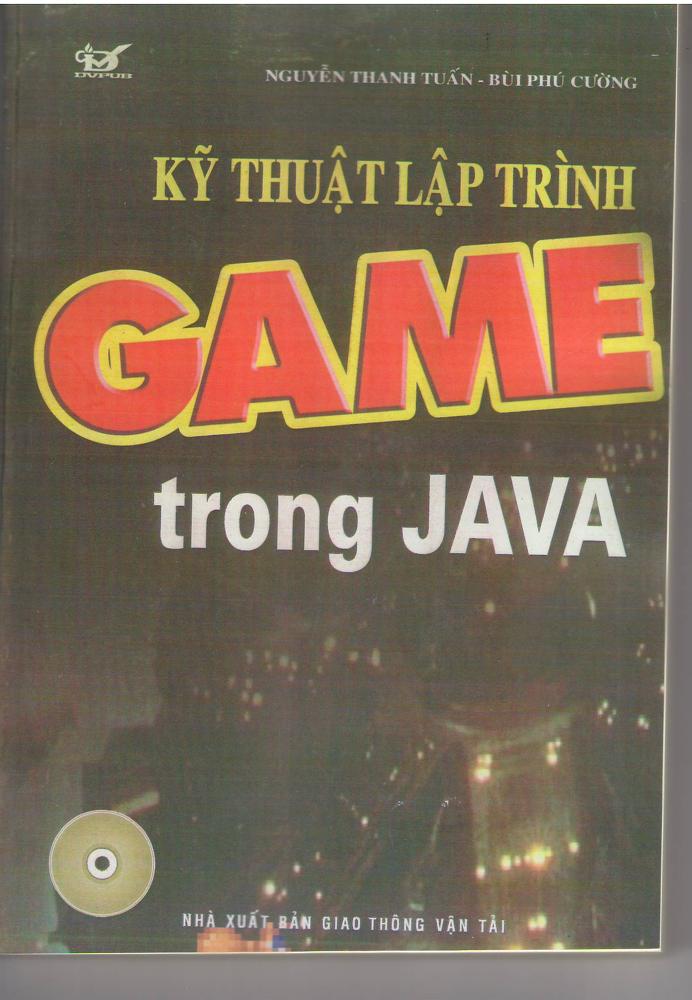 DVPUB
NGUYỄN THANH TUẤN - BÙI PHÚ CƯỜNG
KỸ THUẬT LẬP TRÌNH
GAME
trong JAVA
NHÀ XUẤT BẢN GIAO THÔNG VẬN TẢI